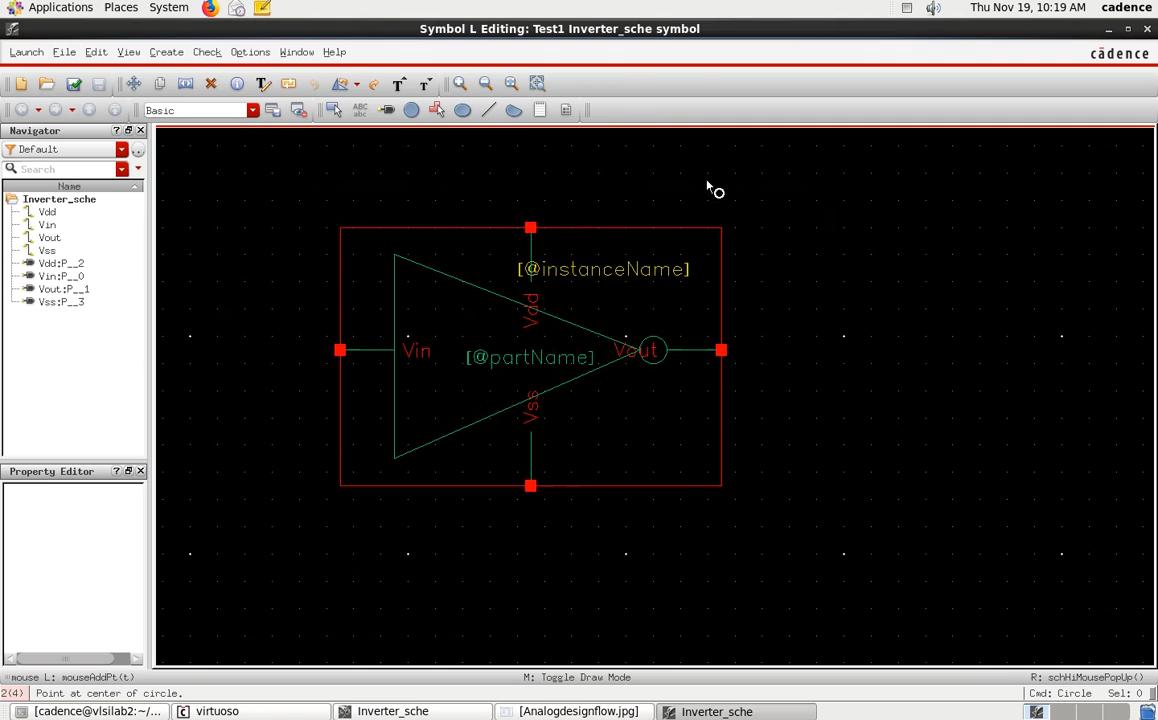 Applications Places System Thu Nov 19, 10:19 AM cadence
Symbol L Editing: Test1 Inverter_sche symbol
Launch File Edit View Create Check Options Window Help cādence
Basic ABC abc
Navigator
Default
Search
Name
Inverter_sche
Vdd
Vin
Vout
Vss
Vdd:P__2
Vin:P__0
Vout:P__1
Vss:P__3
[@instanceName]
Vdd
Vin
[@partName]
Vout
Vss
Property Editor
mouse L: mouseAddPt(t) M: Toggle Draw Mode R: schHiMousePopUp()
2(4) Point at center of circle. Cmd: Circle Sel: 0
[cadence@vlsilab2:~/... virtuoso Inverter_sche [Analogdesignflow.jpg] Inverter_sche